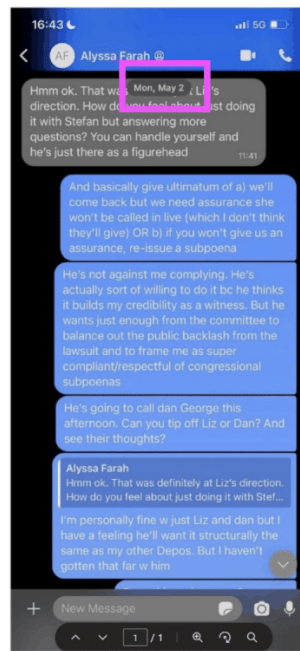 16:43
5G
AF Alyssa Farah
Mon, May 2
Hmm ok. That was 's
direction. How do you feel about just doing
it with Stefan but answering more
questions? You can handle yourself and
he's just there as a figurehead
11:41
And basically give ultimatum of a) we'll
come back but we need assurance she
won't be called in live (which I don't think
they'll give) OR b) if you won't give us an
assurance, re-issue a subpoena
He's not against me complying. He's
actually sort of willing to do it bc he thinks
it builds my credibility as a witness. But he
wants just enough from the committee to
balance out the public backlash from the
lawsuit and to frame me as super
compliant/respectful of congressional
subpoenas
He's going to call dan George this
afternoon. Can you tip off Liz or Dan? And
see their thoughts?
Alyssa Farah
Hmm ok. That was definitely at Liz's direction.
How do you feel about just doing it with Stef...
I'm personally fine w just Liz and dan but I
have a feeling he'll want it structurally the
same as my other Depos. But I haven't
gotten that far w him
New Message
1 /1